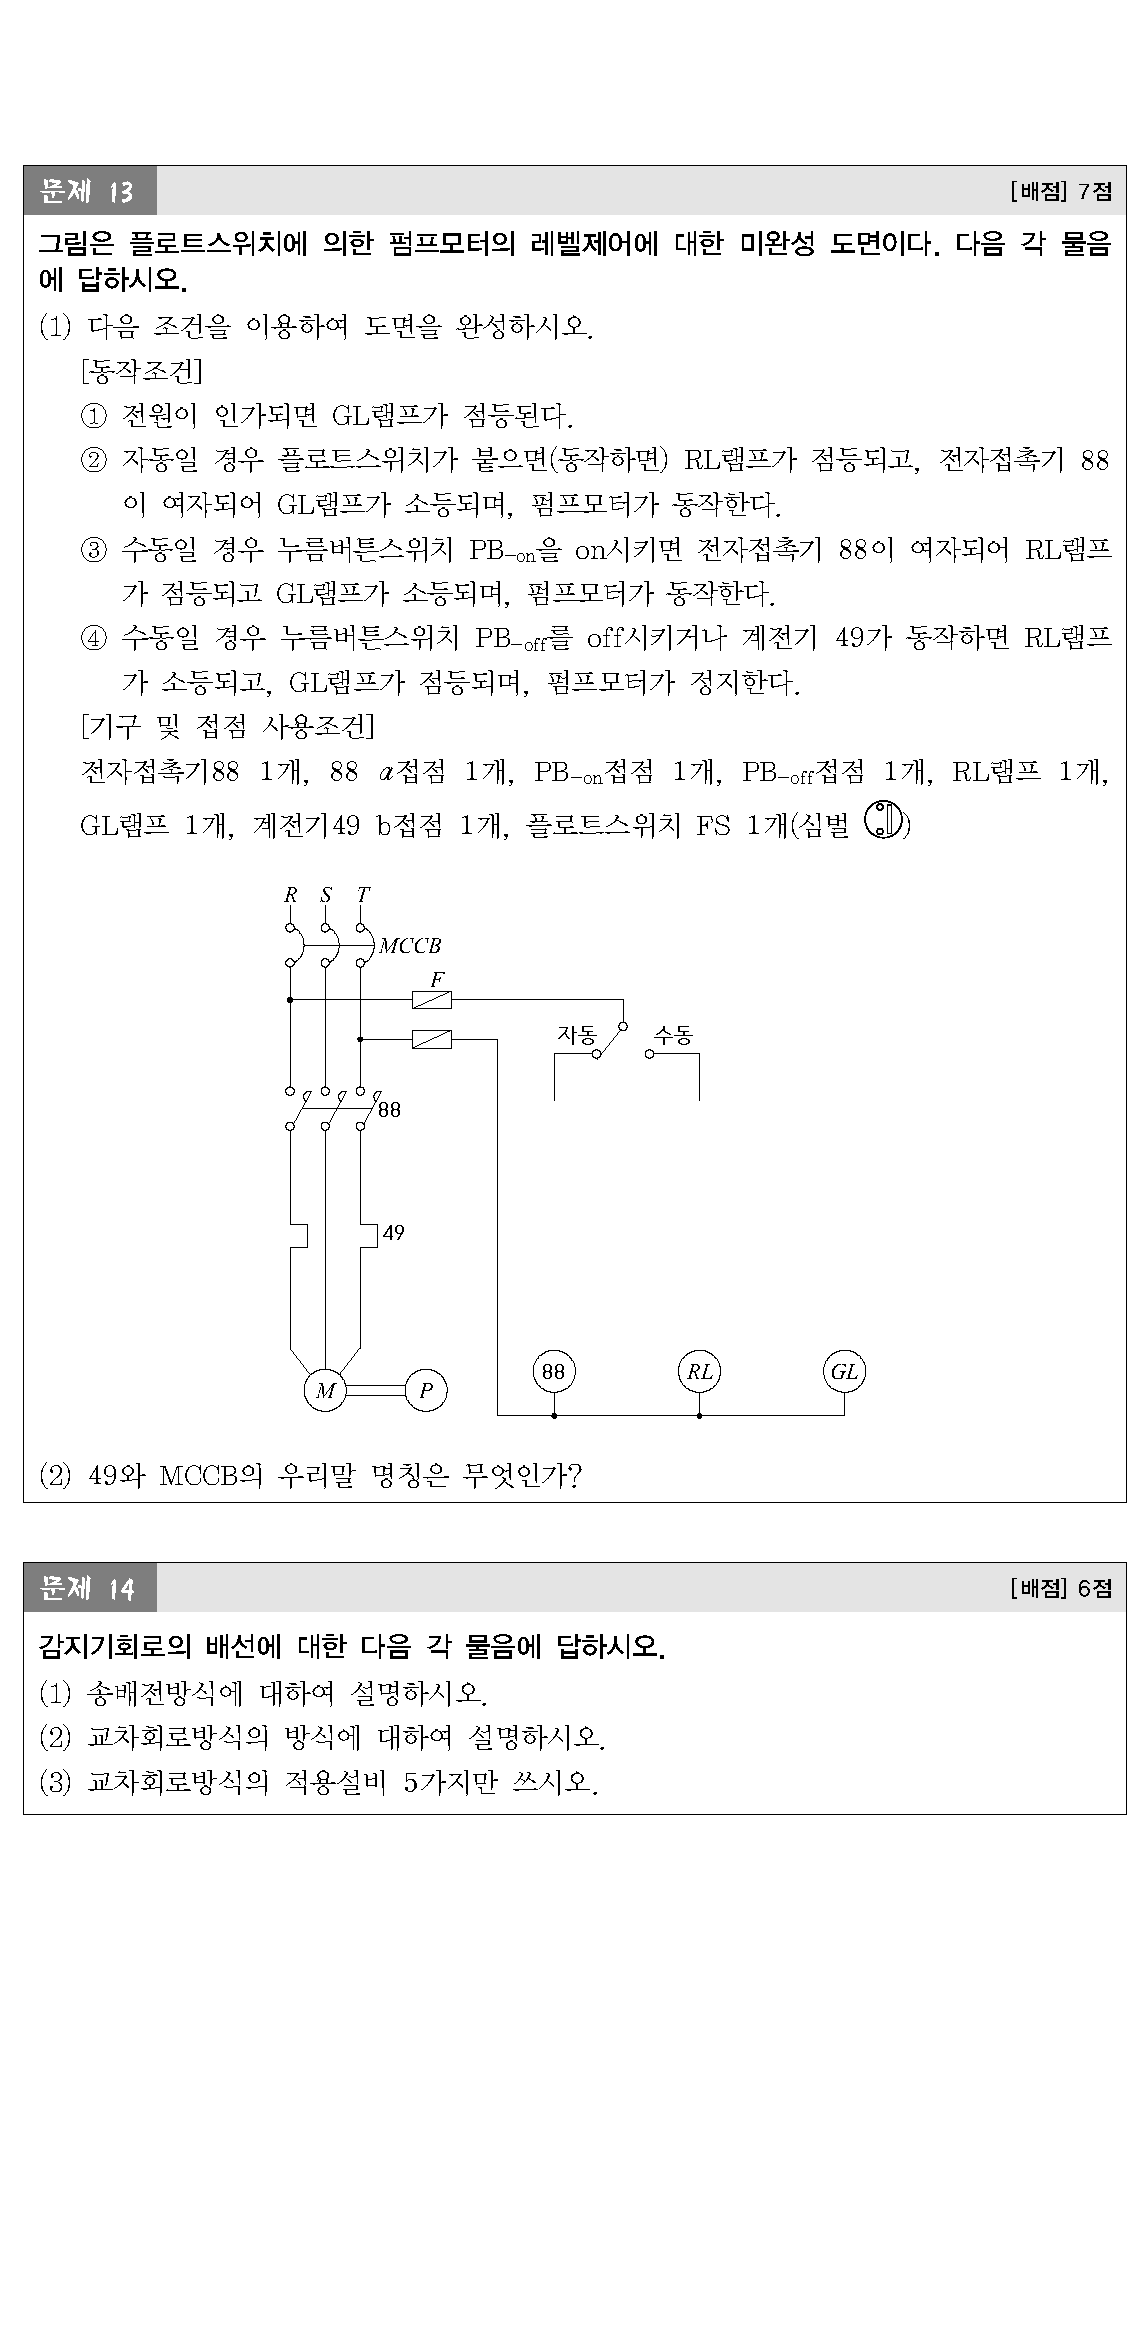 문제 13
[배점] 7점
그림은 플로트스위치에 의한 펌프모터의 레벨제어에 대한 미완성 도면이다. 다음 각 물음
에 답하시오.
(1) 다음 조건을 이용하여 도면을 완성하시오.
[동작조건]
① 전원이 인가되면 GL램프가 점등된다.
② 자동일 경우 플로트스위치가 붙으면(동작하면) RL램프가 점등되고, 전자접촉기 88
이 여자되어 GL램프가 소등되며, 펌프모터가 동작한다.
③ 수동일 경우 누름버튼스위치 PB-on을 on시키면 전자접촉기 88이 여자되어 RL램프
가 점등되고 GL램프가 소등되며, 펌프모터가 동작한다.
④ 수동일 경우 누름버튼스위치 PB-off를 off시키거나 계전기 49가 동작하면 RL램프
가 소등되고, GL램프가 점등되며, 펌프모터가 정지한다.
[기구 및 접점 사용조건]
전자접촉기88 1개, 88 a접점 1개, PB-on접점 1개, PB-off접점 1개, RL램프 1개,
GL램프 1개, 계전기49 b접점 1개, 플로트스위치 FS 1개(심벌 )
R S T
MCCB
F
자동 수동
88
49
88 RL GL
M P
(2) 49와 MCCB의 우리말 명칭은 무엇인가?
문제 14
[배점] 6점
감지기회로의 배선에 대한 다음 각 물음에 답하시오.
(1) 송배전방식에 대하여 설명하시오.
(2) 교차회로방식의 방식에 대하여 설명하시오.
(3) 교차회로방식의 적용설비 5가지만 쓰시오.